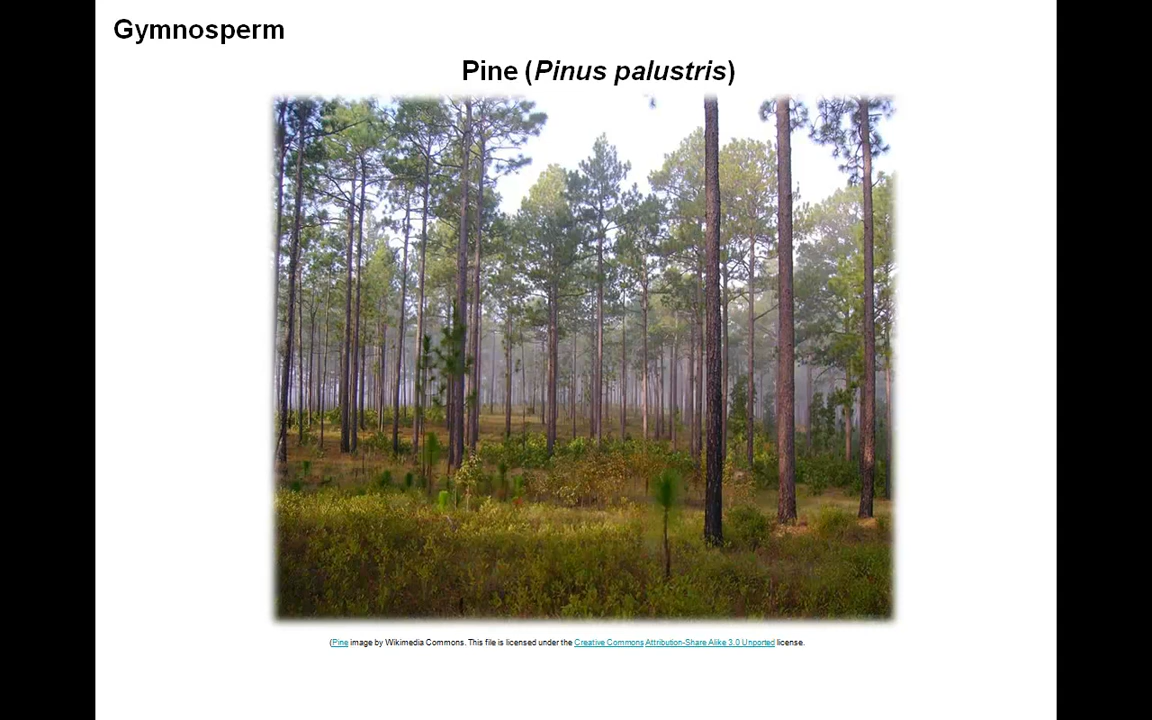 Gymnosperm
Pine (Pinus palustris)
(Pine image by Wikimedia Commons. This file is licensed under the Creative Commons Attribution-Share Alike 3.0 Unported license.